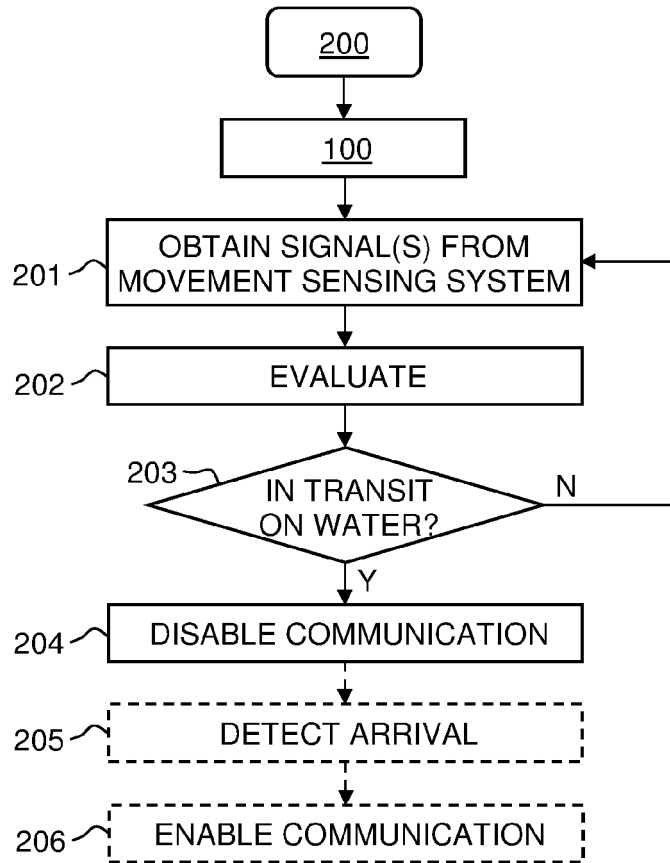 200
100
OBTAIN SIGNAL(S) FROM
MOVEMENT SENSING SYSTEM
201
EVALUATE
202
203
IN TRANSIT
ON WATER?
N
Y
DISABLE COMMUNICATION
204
DETECT ARRIVAL
205
ENABLE COMMUNICATION
206